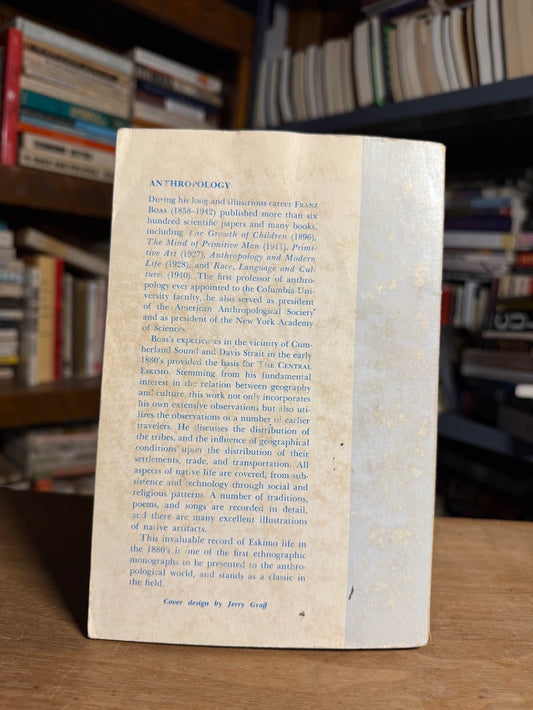 ANTHROPOLOGY
During his long and illustrious career FRANZ
BOAS (1858–1942) published more than six
hundred scientific papers and many books,
including The Growth of Children (1896),
The Mind of Primitive Man (1911), Primi-
tive Art (1927), Anthropology and Modern
Life (1928), and Race, Language and Cul-
ture. (1940). The first professor of anthro-
pology ever appointed to the Columbia Uni-
versity faculty, he also served as president
of the American Anthropological Society
and as president of the New York Academy
of Sciences.
Boas's experiences in the vicinity of Cum-
berland Sound and Davis Strait in the early
1880's provided the basis for THE CENTRAL
ESKIMO. Stemming from his fundamental
interest in the relation between geography
and culture, this work not only incorporates
his own extensive observations but also uti-
lizes the observations of a number of earlier
travelers. He discusses the distribution of
the tribes, and the influence of geographical
conditions upon the distribution of their
settlements, trade, and transportation. All
aspects of native life are covered, from sub-
sistence and technology through social and
religious patterns. A number of traditions,
poems, and songs are recorded in detail,
and there are many excellent illustrations
of native artifacts.
This invaluable record of Eskimo life in
the 1880's is one of the first ethnographic
monographs to be presented to the anthro-
pological world, and stands as a classic in
the field.
Cover design by Jerry Graff